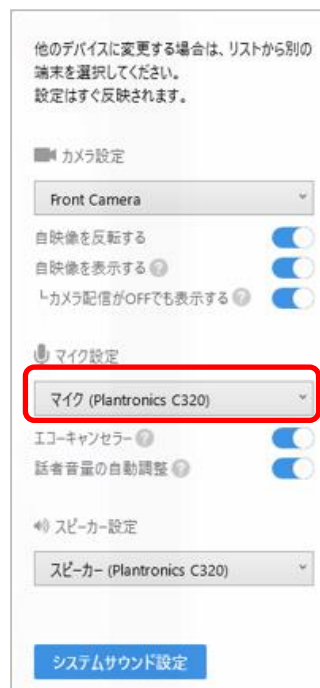 他のデバイスに変更する場合は、リストから別の
端末を選択してください。
設定はすぐ反映されます。
カメラ設定
Front Camera
自映像を反転する
自映像を表示する ?
└カメラ配信がOFFでも表示する ?
マイク設定
マイク (Plantronics C320)
エコーキャンセラー ?
話者音量の自動調整 ?
スピーカー設定
スピーカー (Plantronics C320)
システムサウンド設定